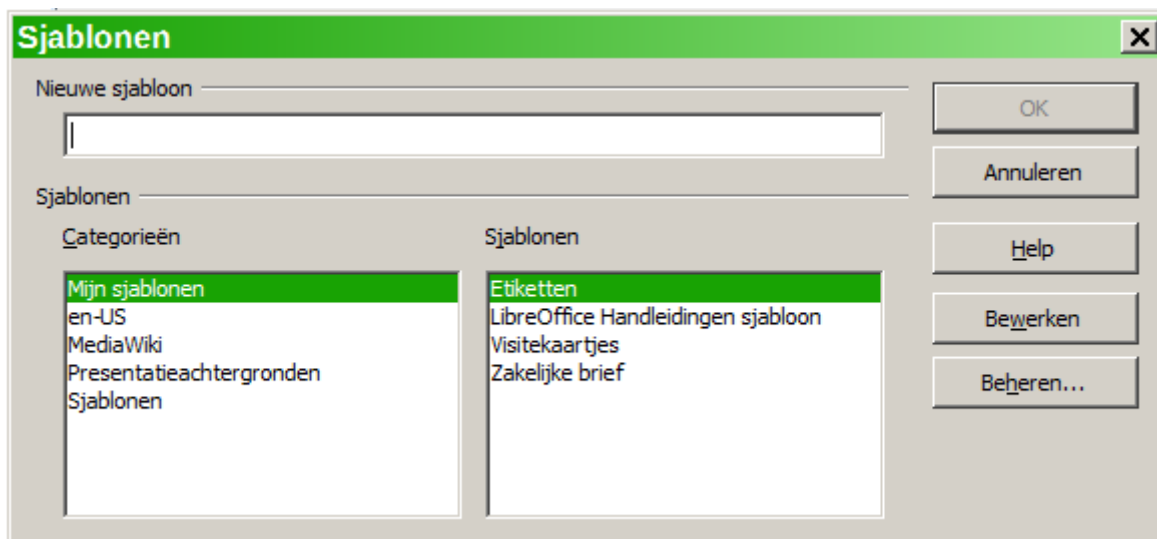 Sjablonen
Nieuwe sjabloon
OK
Annuleren
Sjablonen
Categorieën
Sjablonen
Help
Mijn sjablonen
en-US
MediaWiki
Presentatieachtergronden
Sjablonen
Etiketten
LibreOffice Handleidingen sjabloon
Visitekaartjes
Zakelijke brief
Bewerken
Beheren...